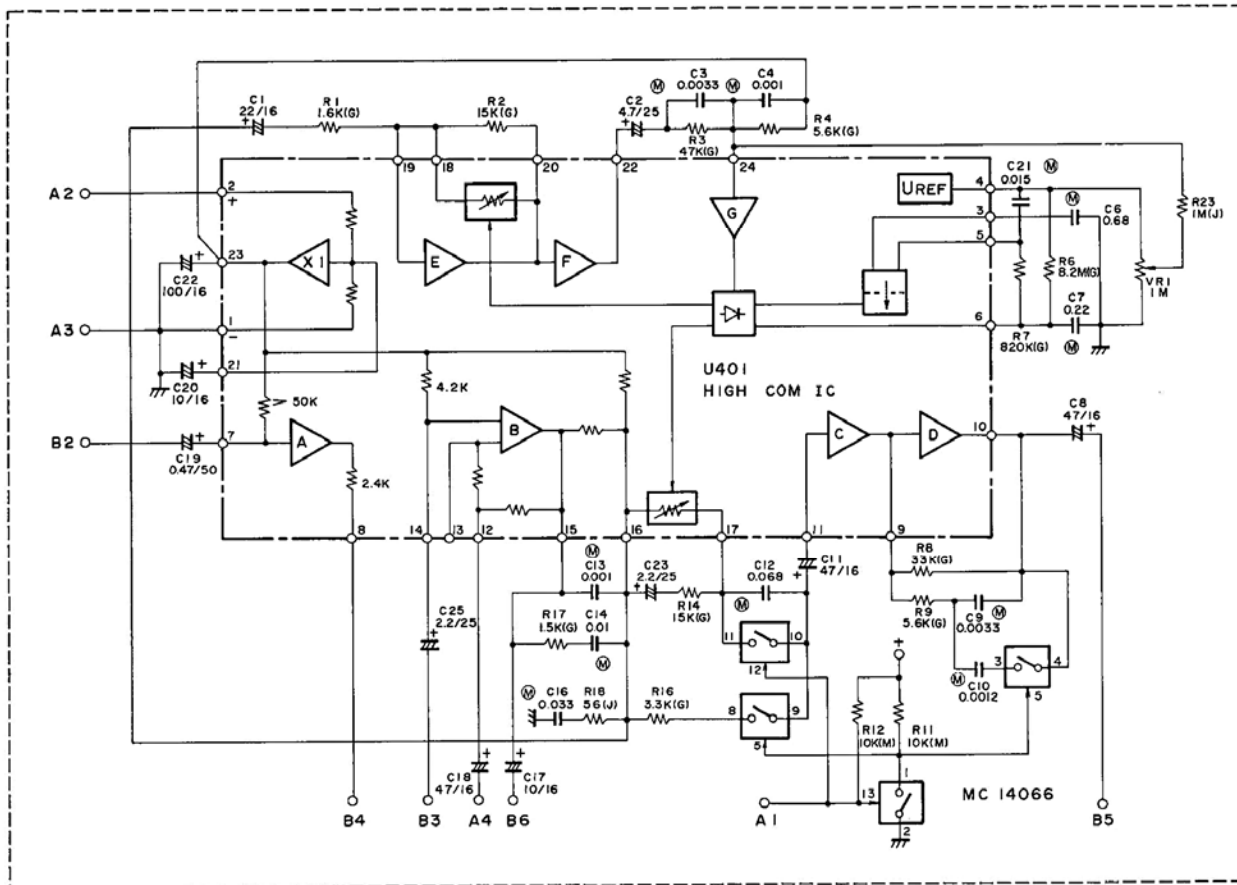 C1
22/16
+
R1
1.6K(G)
R2
15K(G)
C2
4.7/25
+
M
C3
0.0033
M
C4
0.001
R3
47K(G)
R4
5.6K(G)
19
18
20
22
24
A2
2
+
23
X1
C22
100/16
+
A3
1
-
21
C20
10/16
+
50K
B2
C19
0.47/50
+
7
A
2.4K
E
F
G
UREF
4
3
5
6
C21
0.015
M
M
C6
0.68
R23
1M(J)
R6
8.2M(G)
VR1
1M
C7
0.22
R7
820K(G)
M
U401
HIGH COM IC
4.2K
B
C
D
10
C8
47/16
+
8
14
13
12
15
16
17
11
9
M
C13
0.001
C23
2.2/25
+
R14
15K(G)
C12
0.068
M
C11
47/16
+
R8
33K(G)
R9
5.6K(G)
C9
0.0033
M
C25
2.2/25
+
R17
1.5K(G)
C14
0.01
M
11
10
12
M
C10
0.0012
3
4
5
M
C16
0.033
R18
56(J)
R16
3.3K(G)
8
9
5
+
R12
10K(M)
R11
10K(M)
C18
47/16
+
C17
10/16
+
13
1
2
MC 14066
B4
B3
A4
B6
A1
B5